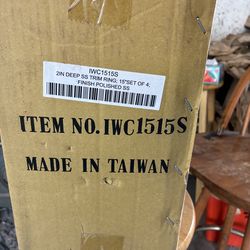 IWC1515S
2IN DEEP SS TRIM RING; 15"SET OF 4;
FINISH POLISHED SS
ITEM NO. IWC1515S
MADE IN TAIWAN